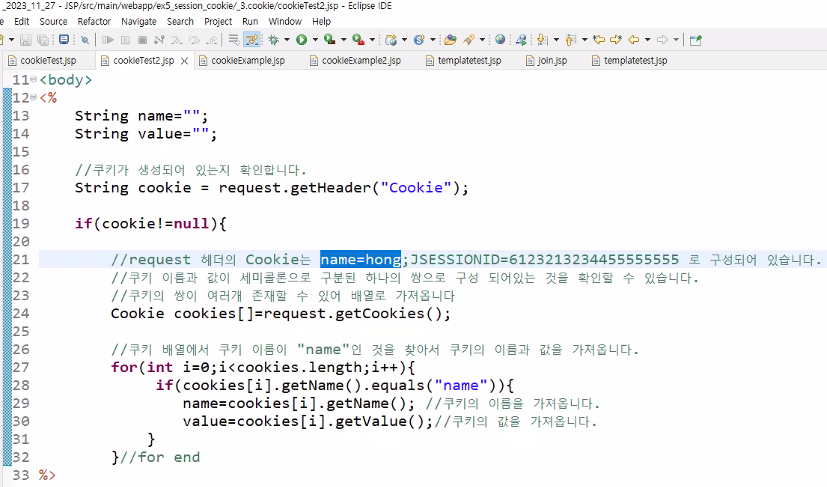 _2023_11_27 - JSP/src/main/webapp/ex5_session_cookie/_3.cookie/cookieTest2.jsp - Eclipse IDE
Edit Source Refactor Navigate Search Project Run Window Help
cookieTest.jsp cookieTest2.jsp cookieExample.jsp cookieExample2.jsp templatetest.jsp join.jsp templatetest.jsp
11 <body>
12 <%
13 String name="";
14 String value="";
15
16 //쿠키가 생성되어 있는지 확인합니다.
17 String cookie = request.getHeader("Cookie");
18
19 if(cookie!=null){
20
21 //request 헤더의 Cookie는 name=hong;JSESSIONID=6123213234455555555 로 구성되어 있습니다.
22 //쿠키 이름과 값이 세미콜론으로 구분된 하나의 쌍으로 구성 되어있는 것을 확인할 수 있습니다.
23 //쿠키의 쌍이 여러개 존재할 수 있어 배열로 가져옵니다
24 Cookie cookies[]=request.getCookies();
25
26 //쿠키 배열에서 쿠키 이름이 "name"인 것을 찾아서 쿠키의 이름과 값을 가져옵니다.
27 for(int i=0;i<cookies.length;i++){
28 if(cookies[i].getName().equals("name")){
29 name=cookies[i].getName(); //쿠키의 이름을 가져옵니다.
30 value=cookies[i].getValue();//쿠키의 값을 가져옵니다.
31 }
32 }//for end
33 %>